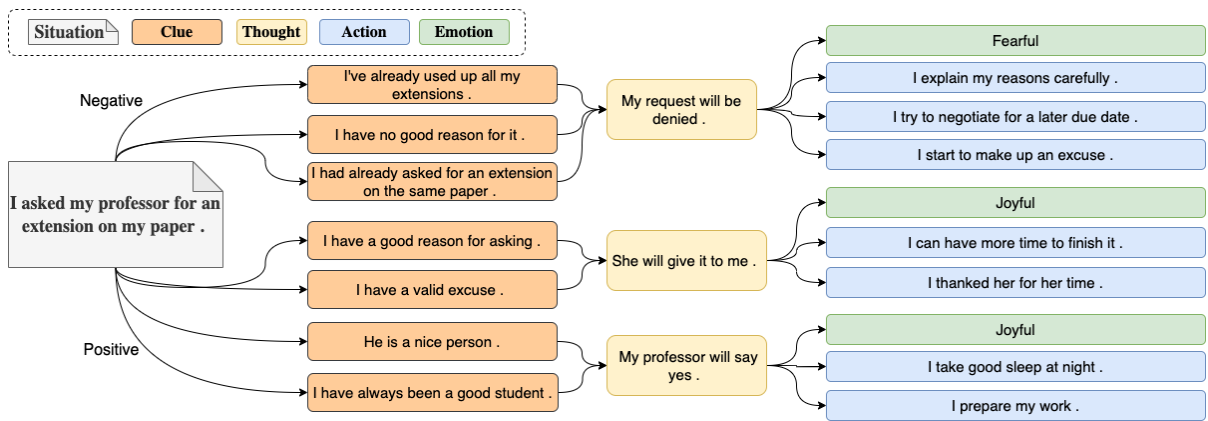 Situation
Clue
Thought
Action
Emotion
Negative
I asked my professor for an
extension on my paper .
Positive
I've already used up all my
extensions .
I have no good reason for it .
I had already asked for an extension
on the same paper .
I have a good reason for asking .
I have a valid excuse .
He is a nice person .
I have always been a good student .
My request will be
denied .
She will give it to me .
My professor will say
yes .
Fearful
I explain my reasons carefully .
I try to negotiate for a later due date .
I start to make up an excuse .
Joyful
I can have more time to finish it .
I thanked her for her time .
Joyful
I take good sleep at night .
I prepare my work .